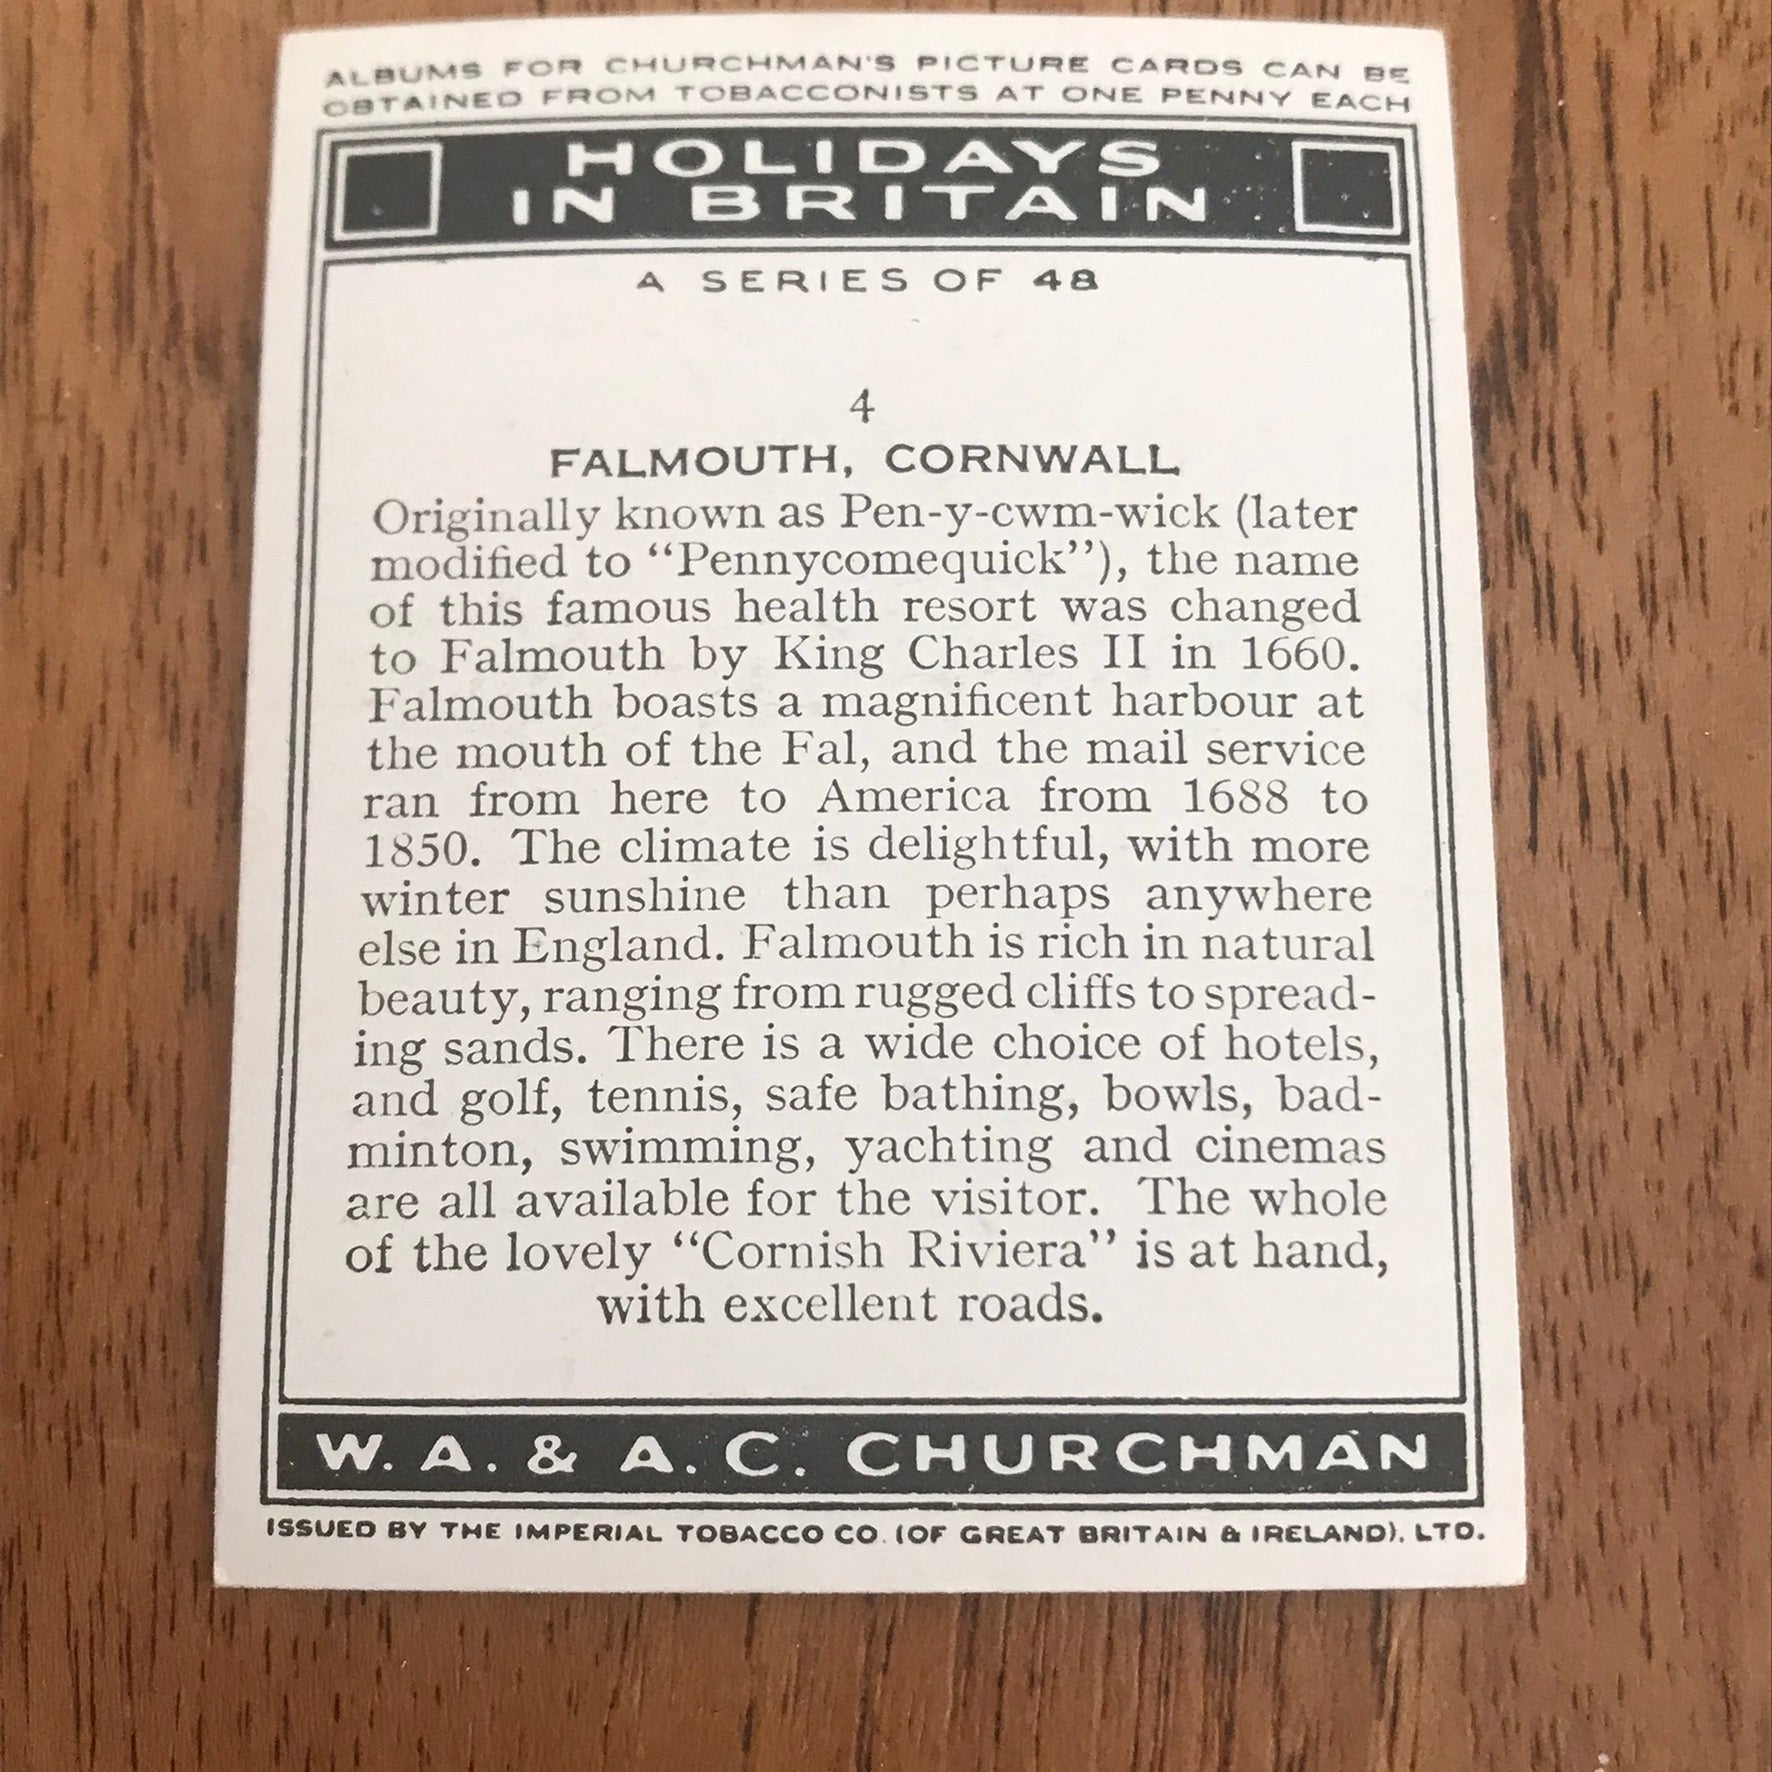 ALBUMS FOR CHURCHMAN'S PICTURE CARDS CAN BE
OBTAINED FROM TOBACCONISTS AT ONE PENNY EACH
HOLIDAYS
IN BRITAIN
A SERIES OF 48
4
FALMOUTH, CORNWALL
Originally known as Pen-y-cwm-wick (later
modified to "Pennycomequick"), the name
of this famous health resort was changed
to Falmouth by King Charles II in 1660.
Falmouth boasts a magnificent harbour at
the mouth of the Fal, and the mail service
ran from here to America from 1688 to
1850. The climate is delightful, with more
winter sunshine than perhaps anywhere
else in England. Falmouth is rich in natural
beauty, ranging from rugged cliffs to spread-
ing sands. There is a wide choice of hotels,
and golf, tennis, safe bathing, bowls, bad-
minton, swimming, yachting and cinemas
are all available for the visitor. The whole
of the lovely "Cornish Riviera" is at hand,
with excellent roads.
W. A. & A. C. CHURCHMAN
ISSUED BY THE IMPERIAL TOBACCO CO. (OF GREAT BRITAIN & IRELAND), LTD.